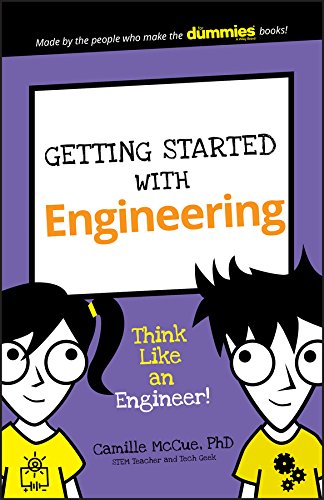 Made by the people who make the for dummies books!
A Wiley Brand
GETTING STARTED
WITH
Engineering
Think
Like
an
Engineer!
Camille McCue, PhD
STEM Teacher and Tech Geek